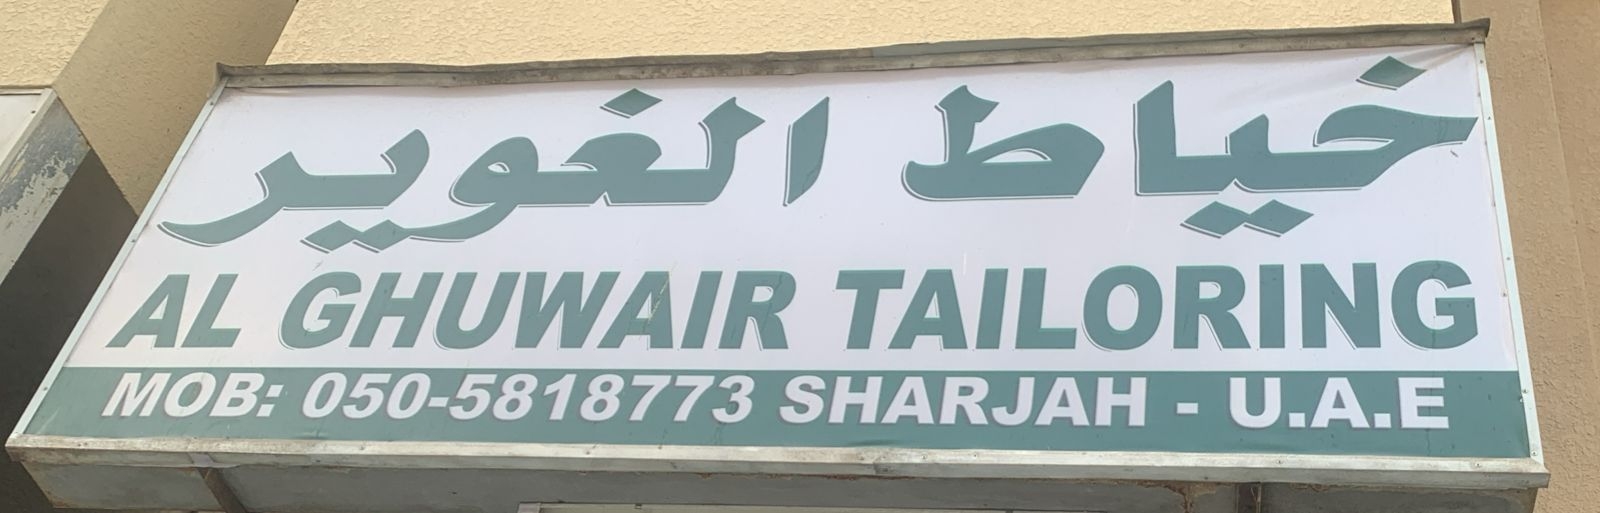 خياط الغوير
AL GHUWAIR TAILORING
MOB: 050-5818773 SHARJAH - U.A.E